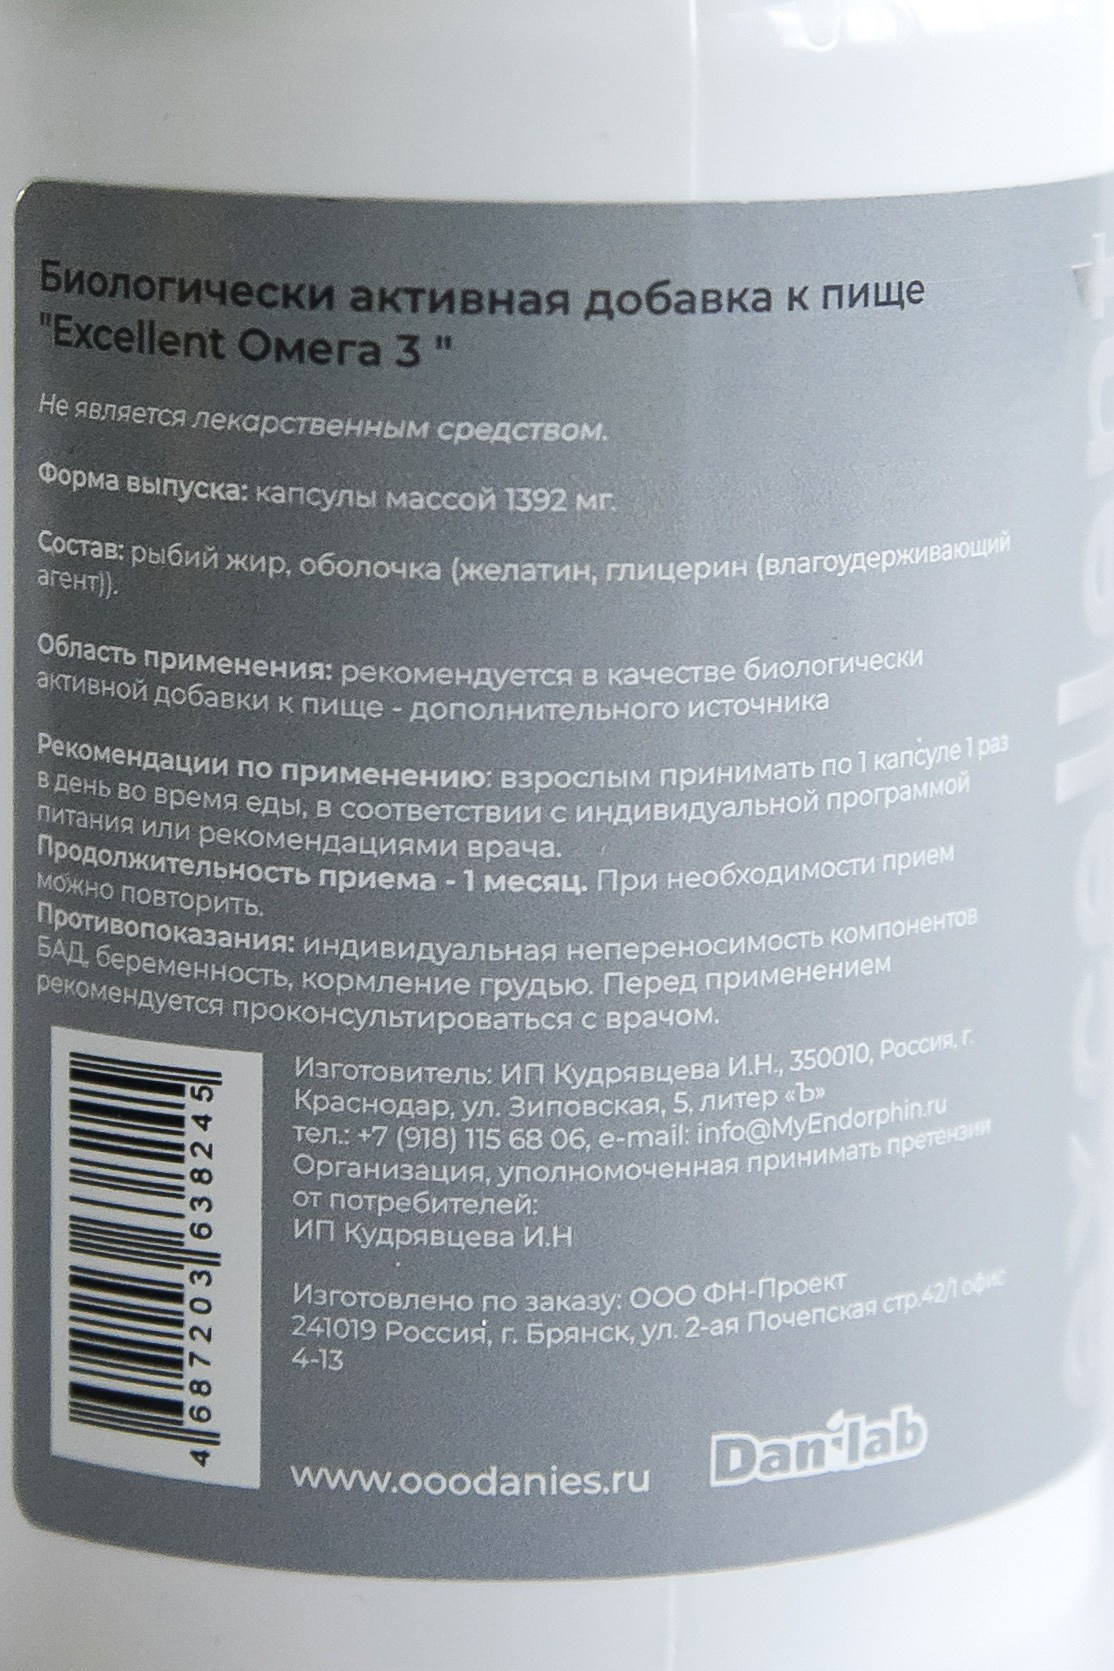 Биологически активная добавка к пище
"Excellent Омега 3 "
Не является лекарственным средством.
Форма выпуска: капсулы массой 1392 мг.
Состав: рыбий жир, оболочка (желатин, глицерин (влагоудерживающий
агент)).
Область применения: рекомендуется в качестве биологически
активной добавки к пище - дополнительного источника
Рекомендации по применению: взрослым принимать по 1 капсуле 1 раз
в день во время еды, в соответствии с индивидуальной программой
питания или рекомендациями врача.
Продолжительность приема - 1 месяц. При необходимости прием
можно повторить.
Противопоказания: индивидуальная непереносимость компонентов
БАД, беременность, кормление грудью. Перед применением
рекомендуется проконсультироваться с врачом.
Изготовитель: ИП Кудрявцева И.Н., 350010, Россия, г.
Краснодар, ул. Зиповская, 5, литер «Ъ»
тел.: +7 (918) 115 68 06, e-mail: info@MyEndorphin.ru
Организация, уполномоченная принимать претензии
от потребителей:
ИП Кудрявцева И.Н
Изготовлено по заказу: ООО ФН-Проект
241019 Россия, г. Брянск, ул. 2-ая Почепская стр.42/1 офис
4-13
www.ooodanies.ru
Danilab
4 687203 638245